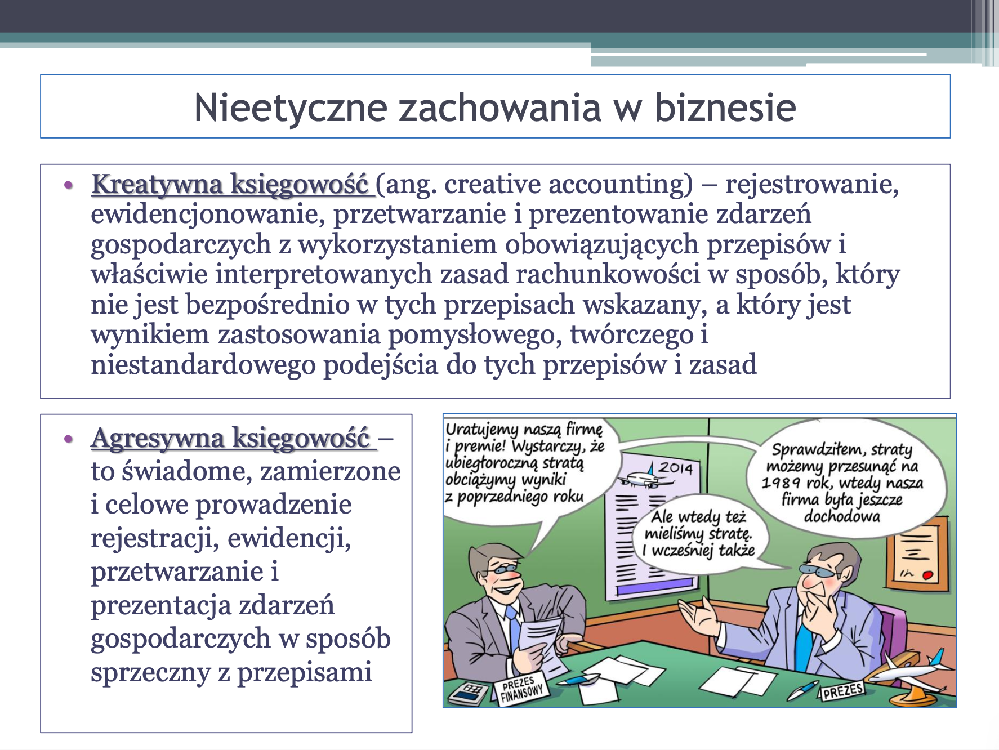 Nieetyczne zachowania w biznesie
• Kreatywna księgowość (ang. creative accounting) – rejestrowanie,
ewidencjonowanie, przetwarzanie i prezentowanie zdarzeń
gospodarczych z wykorzystaniem obowiązujących przepisów i
właściwie interpretowanych zasad rachunkowości w sposób, który
nie jest bezpośrednio w tych przepisach wskazany, a który jest
wynikiem zastosowania pomysłowego, twórczego i
niestandardowego podejścia do tych przepisów i zasad
• Agresywna księgowość –
to świadome, zamierzone
i celowe prowadzenie
rejestracji, ewidencji,
przetwarzanie i
prezentacja zdarzeń
gospodarczych w sposób
sprzeczny z przepisami
Uratujemy naszą firmę
i premie! Wystarczy, że
ubiegłoroczną stratą
obciążymy wyniki
z poprzedniego roku
2014
Ale wtedy też
mieliśmy stratę.
I wcześniej także
Sprawdziłem, straty
możemy przesunąć na
1989 rok, wtedy nasza
firma była jeszcze
dochodowa
PREZES
FINANSOWY
PREZES